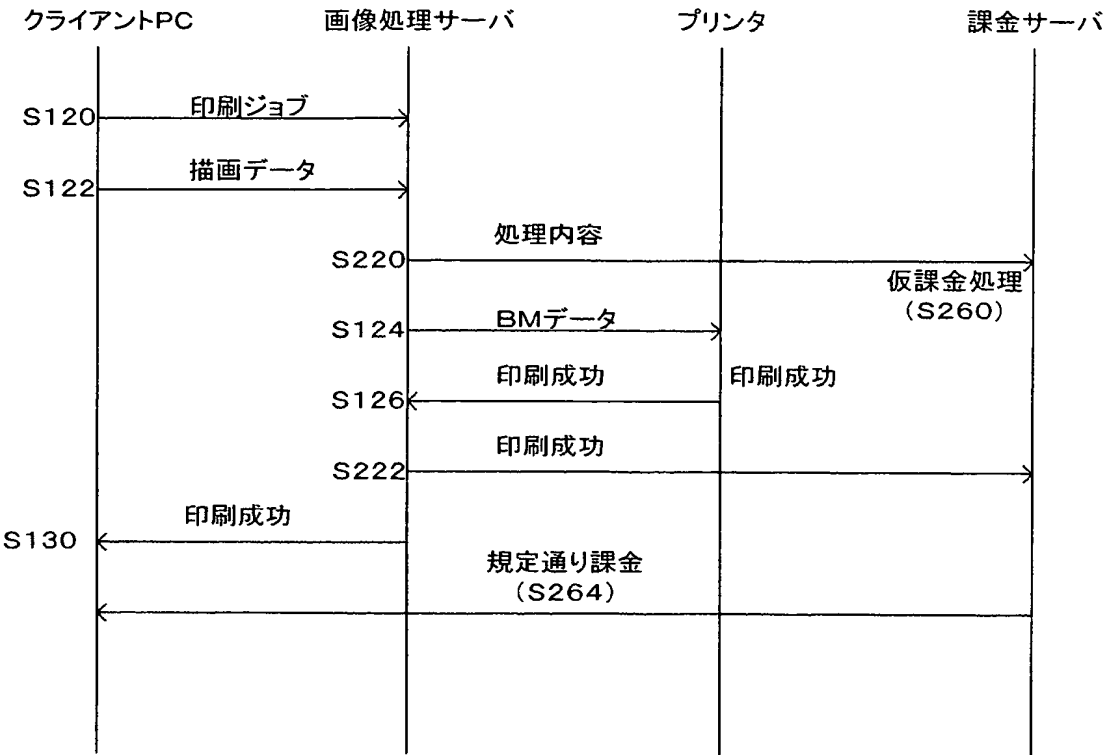 クライアントPC
画像処理サーバ
プリンタ
課金サーバ
S120
印刷ジョブ
S122
描画データ
S220
処理内容
仮課金処理
(S260)
S124
BMデータ
S126
印刷成功
印刷成功
S222
印刷成功
S130
印刷成功
規定通り課金
(S264)